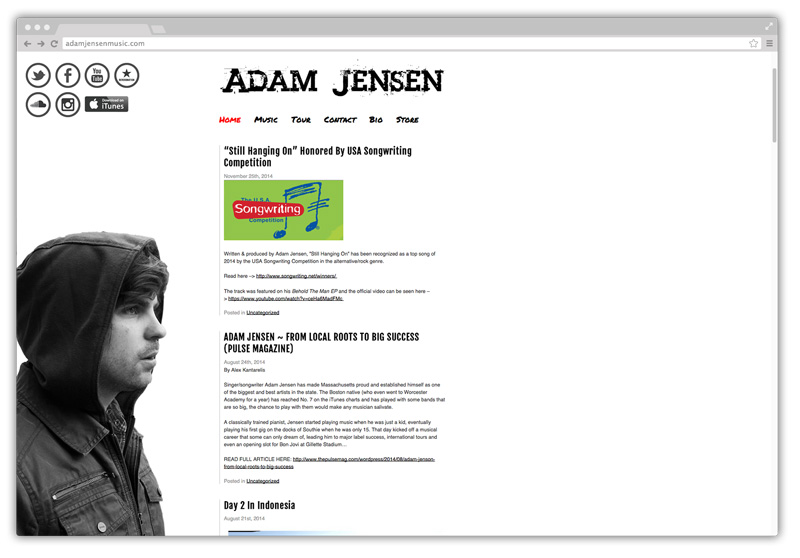 adamjensenmusic.com
You
Tube
Download on
iTunes
ADAM JENSEN
Home Music Tour Contact Bio Store
“Still Hanging On” Honored By USA Songwriting
Competition
November 25th, 2014
The U.S.A.
Songwriting
Competition
Written & produced by Adam Jensen, "Still Hanging On" has been recognized as a top song of
2014 by the USA Songwriting Competition in the alternative/rock genre.
Read here –> http://www.songwriting.net/winners/
The track was featured on his Behold The Man EP and the official video can be seen here –
> https://www.youtube.com/watch?v=ceHa6MadFMc
Posted in Uncategorized
ADAM JENSEN ~ FROM LOCAL ROOTS TO BIG SUCCESS
(PULSE MAGAZINE)
August 24th, 2014
By Alex Kantarelis
Singer/songwriter Adam Jensen has made Massachusetts proud and established himself as one
of the biggest and best artists in the state. The Boston native (who even went to Worcester
Academy for a year) has reached No. 7 on the iTunes charts and has played with some bands that
are so big, the chance to play with them would make any musician salivate.
A classically trained pianist, Jensen started playing music when he was just a kid, eventually
playing his first gig on the docks of Southie when he was only 15. That day kicked off a musical
career that some can only dream of, leading him to major label success, international tours and
even an opening slot for Bon Jovi at Gillette Stadium…
READ FULL ARTICLE HERE: http://www.thepulsemag.com/wordpress/2014/08/adam-jenson-
from-local-roots-to-big-success
Posted in Uncategorized
Day 2 In Indonesia
August 21st, 2014